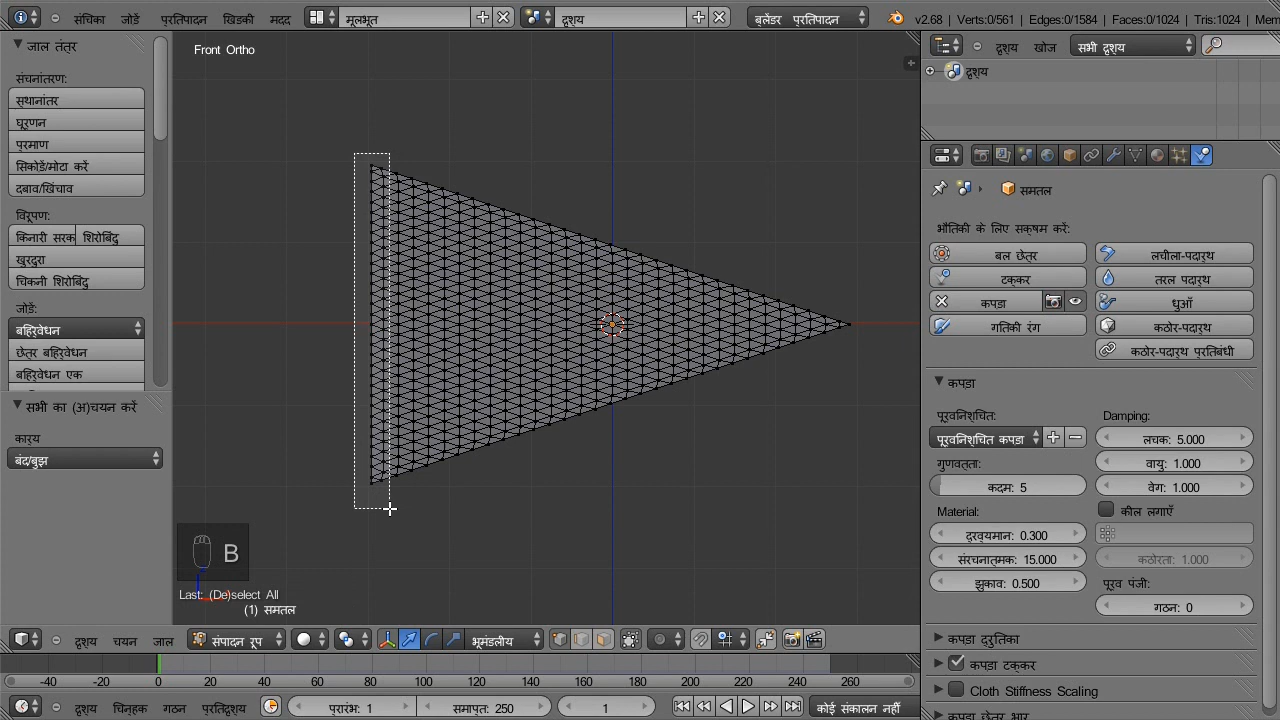 संचिका जोड़ें प्रतिपादन खिडकी मदद मूलभूत दृश्य ब्लेंडर प्रतिपादन v2.68 | Verts:0/561 | Edges:0/1584 | Faces:0/1024 | Tris:1024 | Mem
जाल तंत्र
संचनांतरण:
स्थानांतर
घूर्णन
प्रमाण
सिकोड़ें/मोटा करें
दबाव/खिंचाव
विरूपण:
किनारी सरक शिरोबिंदु
खुरदुरा
चिकनी शिरोबिंदु
जोडें:
बहिर्वेधन
छेत्र बहिर्वेधन
बहिर्वेधन एक
सभी का (अ)चयन करें
कार्य
बंद/बुझ
Front Ortho
B
Last: (De)select All
(1) समतल
दृश्य चयन जाल संपादन रूप भूमंडलीय
-40 -20 0 20 40 60 80 100 120 140 160 180 200 220 240 260
दृश्य चिन्हक गठन प्रतिदृश्य प्रारंभ: 1 समाप्त: 250 1 कोई संकालन नहीं
दृश्य खोज सभी दृश्य
दृश्य
समतल
भौतिकी के लिए सक्षम करें:
बल छेत्र लचीला-पदार्थ
टक्कर तरल पदार्थ
कपडा धुआँ
गतिकी रंग कठोर-पदार्थ
कठोर-पदार्थ प्रतिबंधी
कपडा
पूर्वनिश्चित: Damping:
पूर्वनिश्चित कपडा लचक: 5.000
गुणवत्ता: वायु: 1.000
कदम: 5 वेग: 1.000
Material: कील लगाएँ
द्रव्यमान: 0.300
संरचनात्मक: 15.000 कठोरता: 1.000
झुकाव: 0.500 पूर्व पंजी:
गठन: 0
कपडा द्रुतिका
कपडा टक्कर
Cloth Stiffness Scaling
कपडा छेत्र भार